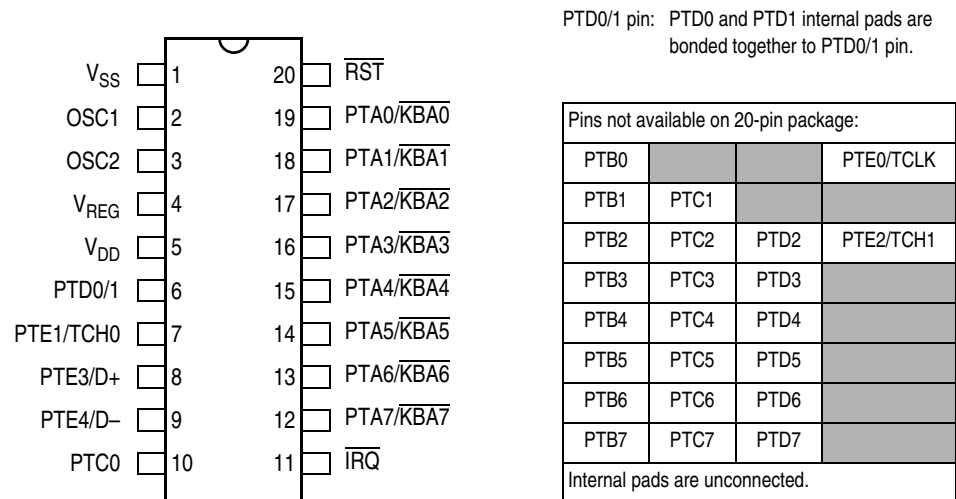 PTD0/1 pin: PTD0 and PTD1 internal pads are
bonded together to PTD0/1 pin.
VSS 1 20 RST
OSC1 2 19 PTA0/KBA0
OSC2 3 18 PTA1/KBA1
VREG 4 17 PTA2/KBA2
VDD 5 16 PTA3/KBA3
PTD0/1 6 15 PTA4/KBA4
PTE1/TCH0 7 14 PTA5/KBA5
PTE3/D+ 8 13 PTA6/KBA6
PTE4/D– 9 12 PTA7/KBA7
PTC0 10 11 IRQ
Pins not available on 20-pin package:
PTB0 PTE0/TCLK
PTB1 PTC1
PTB2 PTC2 PTD2 PTE2/TCH1
PTB3 PTC3 PTD3
PTB4 PTC4 PTD4
PTB5 PTC5 PTD5
PTB6 PTC6 PTD6
PTB7 PTC7 PTD7
Internal pads are unconnected.